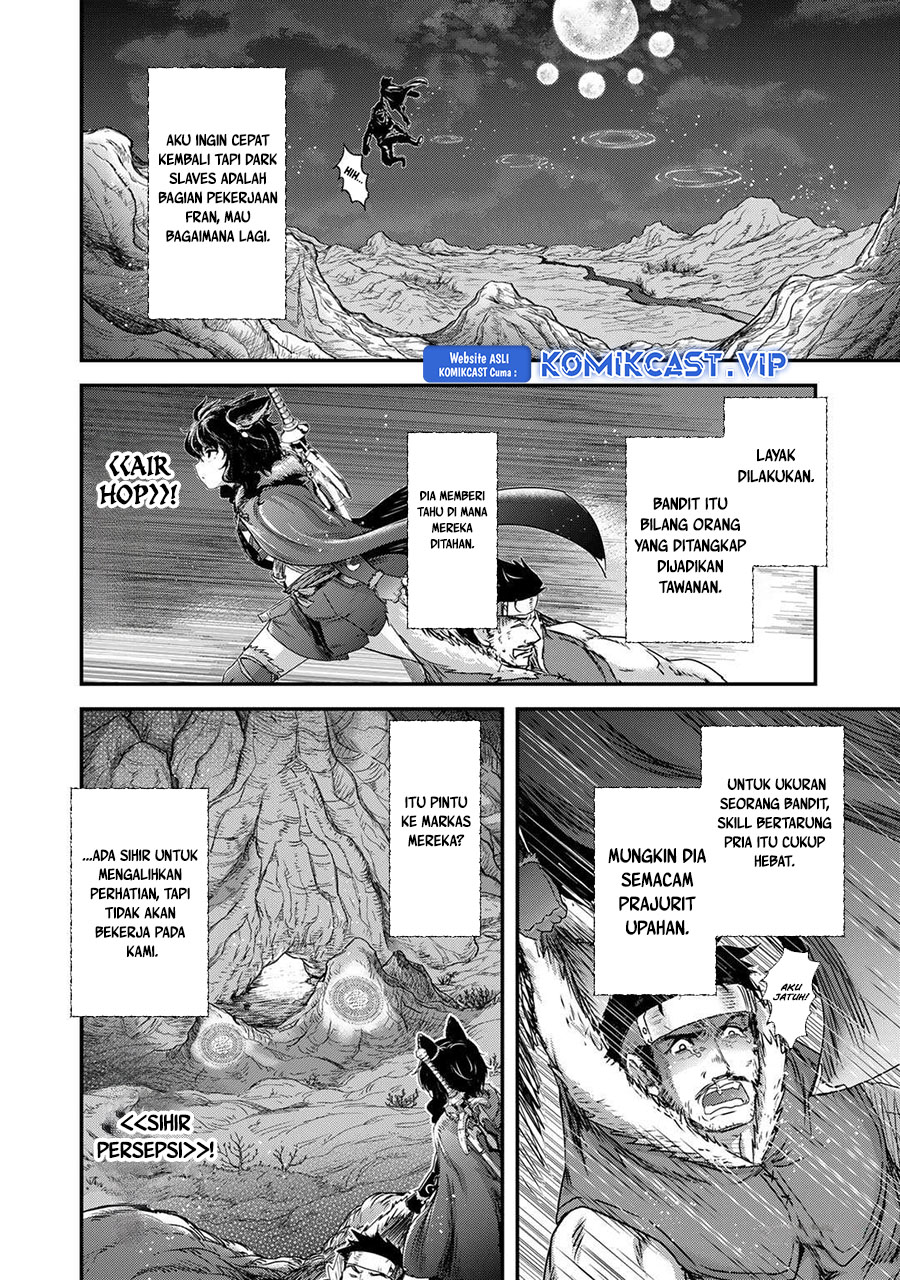 AKU INGIN CEPAT
KEMBALI TAPI DARK
SLAVES ADALAH
BAGIAN PEKERJAAN
FRAN, MAU
BAGAIMANA LAGI.
HIH...
Website ASLI
KOMIKCAST Cuma :
KOMIKCAST.VIP
LAYAK
DILAKUKAN.
BANDIT ITU
BILANG ORANG
YANG DITANGKAP
DIJADIKAN
TAWANAN.
DIA MEMBERI
TAHU DI MANA
MEREKA
DITAHAN.
<<AIR
HOP>>!
UNTUK UKURAN
SEORANG BANDIT,
SKILL BERTARUNG
PRIA ITU CUKUP
HEBAT.
MUNGKIN DIA
SEMACAM
PRAJURIT
UPAHAN.
AKU
JATUH!
ITU PINTU
KE MARKAS
MEREKA?
...ADA SIHIR UNTUK
MENGALIHKAN
PERHATIAN, TAPI
TIDAK AKAN
BEKERJA PADA
KAMI.
<<SIHIR
PERSEPSI>>!